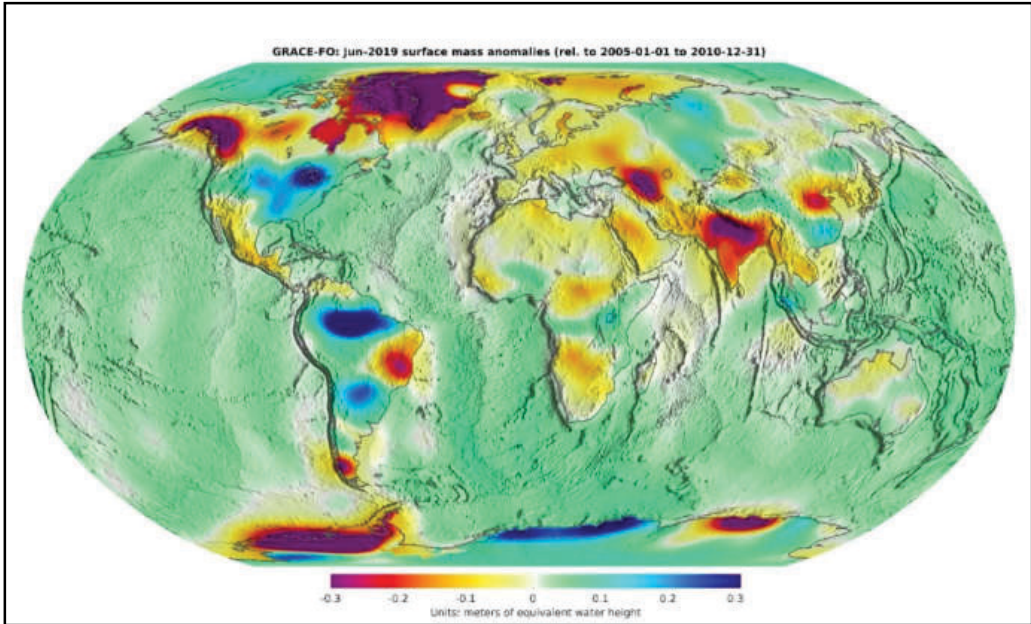 GRACE-FO: Jun-2019 surface mass anomalies (rel. to 2005-01-01 to 2010-12-31)
-0.3 -0.2 -0.1 0 0.1 0.2 0.3
Units: meters of equivalent water height